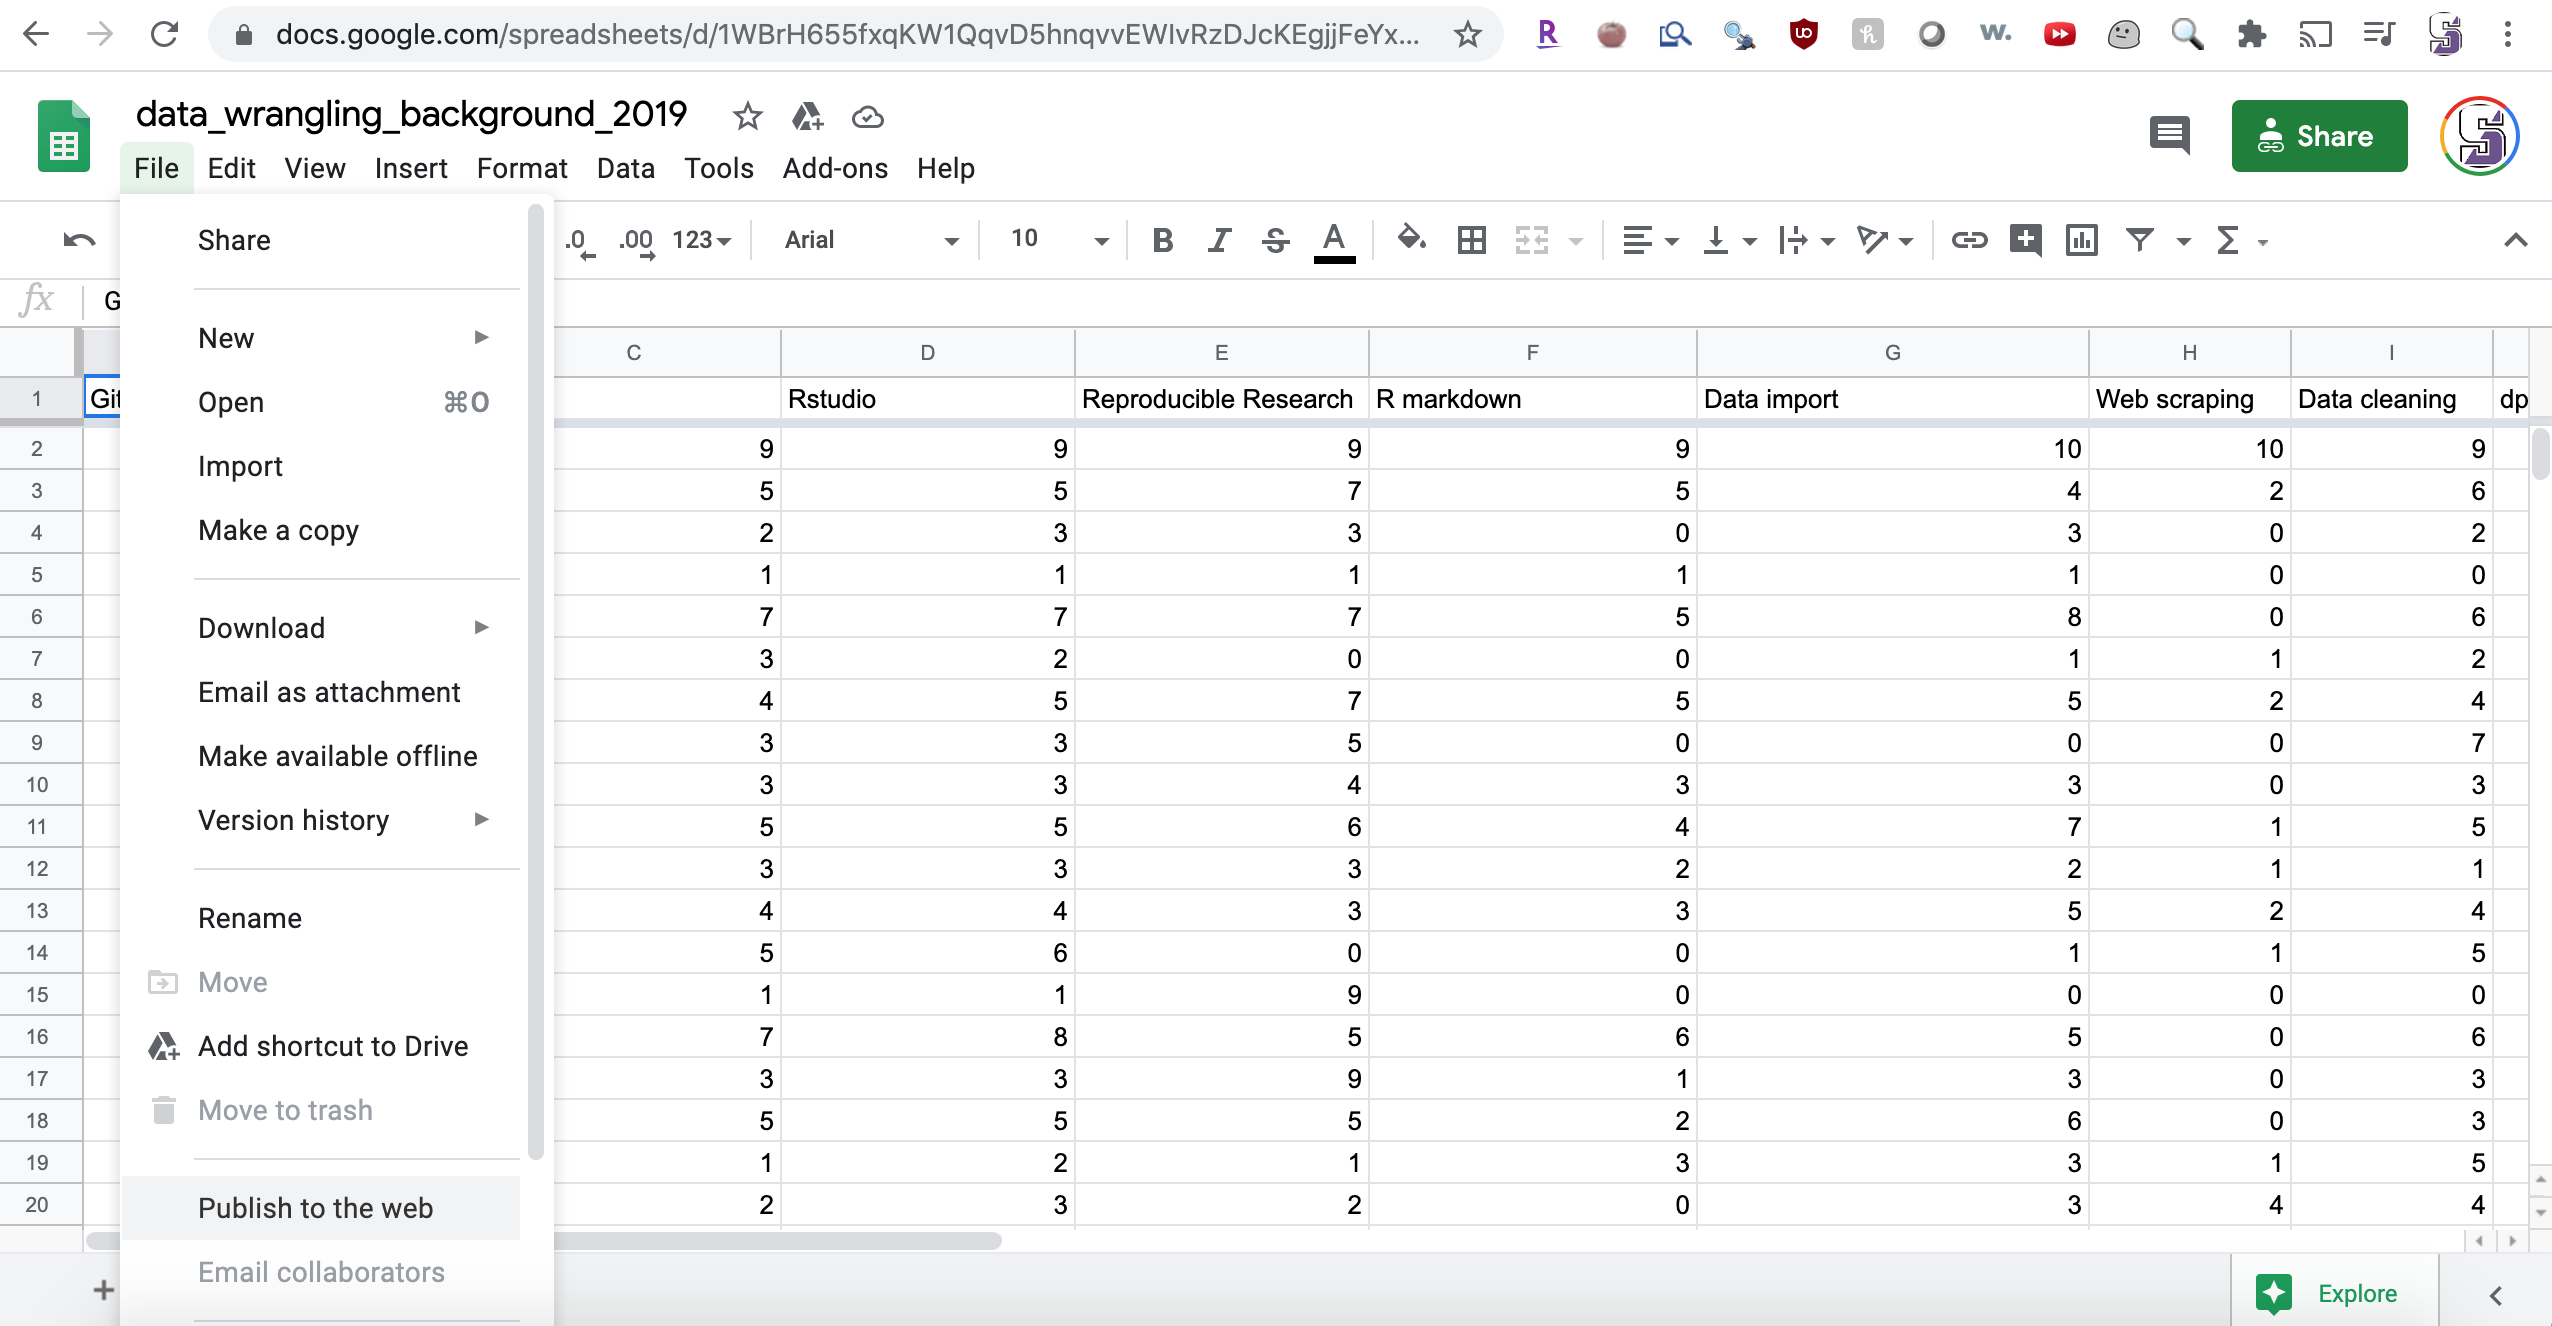 docs.google.com/spreadsheets/d/1WBrH655fxqKW1QqvD5hnqvvEWIvRzDJcKEgjjFeYx...
data_wrangling_background_2019
File Edit View Insert Format Data Tools Add-ons Help
Share
.0 .00 123 Arial 10 B I S A
fx G
Share
New
Open ⌘O
Import
Make a copy
Download
Email as attachment
Make available offline
Version history
Rename
Move
Add shortcut to Drive
Move to trash
Publish to the web
Email collaborators
C D E F G H I
1 Git Rstudio Reproducible Research R markdown Data import Web scraping Data cleaning dp
2 9 9 9 9 10 10 9
3 5 5 7 5 4 2 6
4 2 3 3 0 3 0 2
5 1 1 1 1 1 0 0
6 7 7 7 5 8 0 6
7 3 2 0 0 1 1 2
8 4 5 7 5 5 2 4
9 3 3 5 0 0 0 7
10 3 3 4 3 3 0 3
11 5 5 6 4 7 1 5
12 3 3 3 2 2 1 1
13 4 4 3 3 5 2 4
14 5 6 0 0 1 1 5
15 1 1 9 0 0 0 0
16 7 8 5 6 5 0 6
17 3 3 9 1 3 0 3
18 5 5 5 2 6 0 3
19 1 2 1 3 3 1 5
20 2 3 2 0 3 4 4
Explore